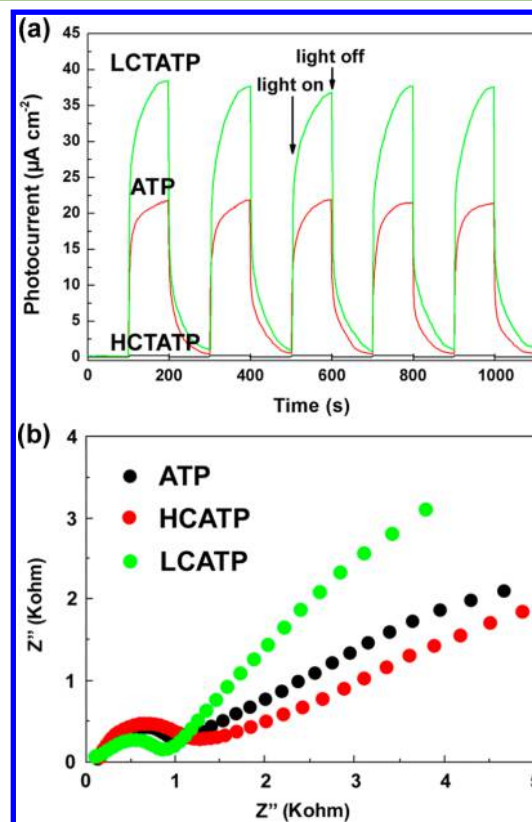 (a)
45
40
35
30
25
20
15
10
5
0
Photocurrent (µA cm⁻²)
LCTATP
light off
light on
ATP
HCTATP
0 200 400 600 800 1000
Time (s)
(b)
4
3
2
1
0
Z'' (Kohm)
ATP
HCATP
LCATP
0 1 2 3 4 5
Z'' (Kohm)